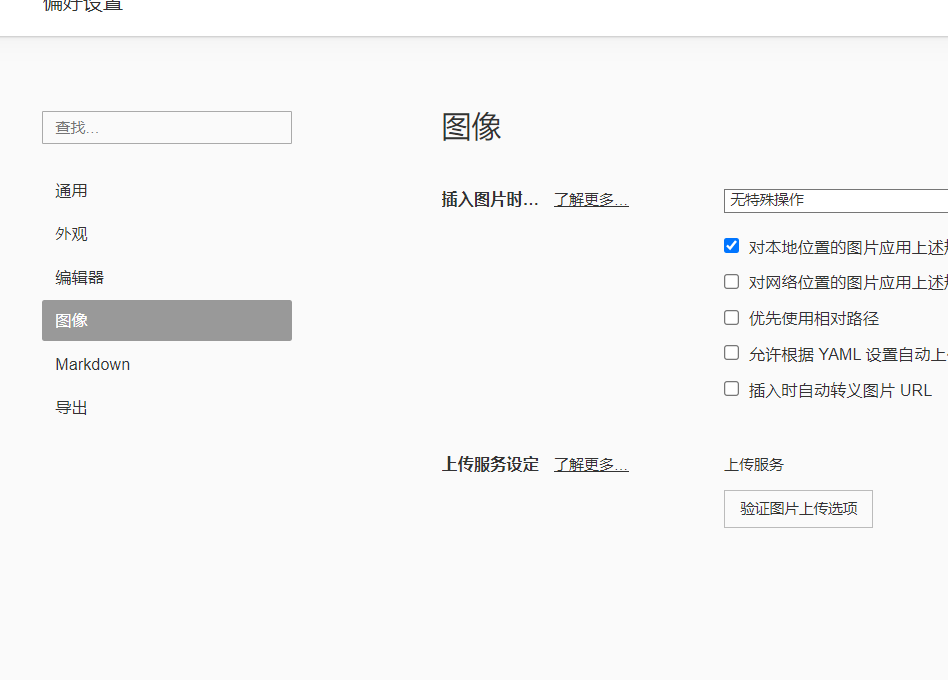 偏好设置
查找...
图像
插入图片时... 了解更多...
无特殊操作
通用
外观
编辑器
图像
Markdown
导出
对本地位置的图片应用上述
对网络位置的图片应用上述
优先使用相对路径
允许根据 YAML 设置自动上
插入时自动转义图片 URL
上传服务设定 了解更多...
上传服务
验证图片上传选项